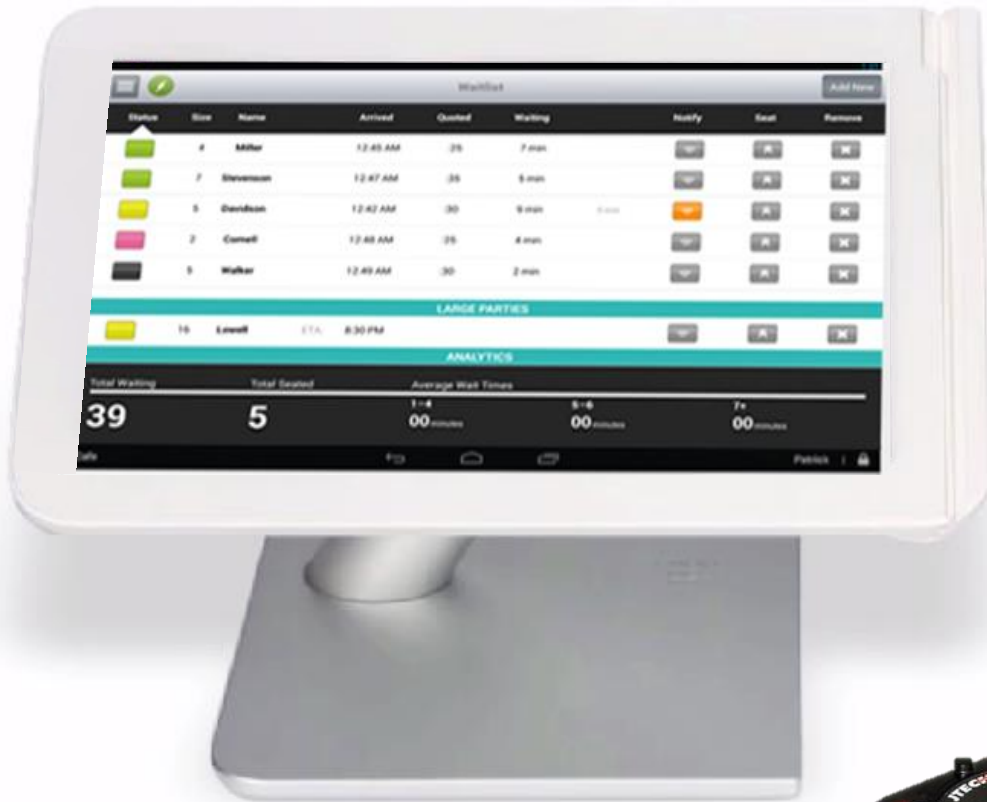 Waitlist Add New
Status Size Name Arrived Quoted Waiting Notify Seat Remove
4 Miller 12:45 AM :25 7 min
7 Stevenson 12:47 AM :35 5 min
5 Davidson 12:42 AM :30 9 min
2 Cornell 12:48 AM :25 4 min
5 Walker 12:49 AM :30 2 min
LARGE PARTIES
16 Lowell ETA: 8:30 PM
ANALYTICS
Total Waiting Total Seated Average Wait Times
1-4 5-6 7+
39 5 00 minutes 00 minutes 00 minutes
Patrick |